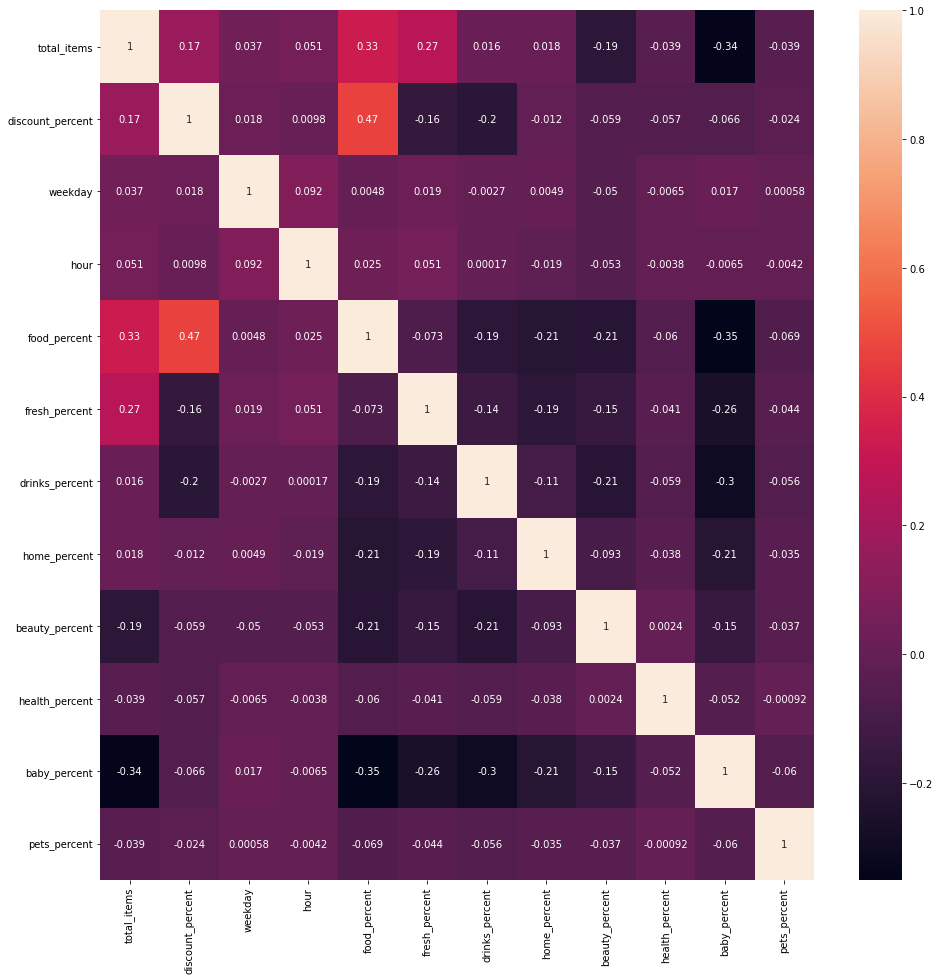 total_items 1 0.17 0.037 0.051 0.33 0.27 0.016 0.018 -0.19 -0.039 -0.34 -0.039
discount_percent 0.17 1 0.018 0.0098 0.47 -0.16 -0.2 -0.012 -0.059 -0.057 -0.066 -0.024
weekday 0.037 0.018 1 0.092 0.0048 0.019 -0.0027 0.0049 -0.05 -0.0065 0.017 0.00058
hour 0.051 0.0098 0.092 1 0.025 0.051 0.00017 -0.019 -0.053 -0.0038 -0.0065 -0.0042
food_percent 0.33 0.47 0.0048 0.025 1 -0.073 -0.19 -0.21 -0.21 -0.06 -0.35 -0.069
fresh_percent 0.27 -0.16 0.019 0.051 -0.073 1 -0.14 -0.19 -0.15 -0.041 -0.26 -0.044
drinks_percent 0.016 -0.2 -0.0027 0.00017 -0.19 -0.14 1 -0.11 -0.21 -0.059 -0.3 -0.056
home_percent 0.018 -0.012 0.0049 -0.019 -0.21 -0.19 -0.11 1 -0.093 -0.038 -0.21 -0.035
beauty_percent -0.19 -0.059 -0.05 -0.053 -0.21 -0.15 -0.21 -0.093 1 0.0024 -0.15 -0.037
health_percent -0.039 -0.057 -0.0065 -0.0038 -0.06 -0.041 -0.059 -0.038 0.0024 1 -0.052 -0.00092
baby_percent -0.34 -0.066 0.017 -0.0065 -0.35 -0.26 -0.3 -0.21 -0.15 -0.052 1 -0.06
pets_percent -0.039 -0.024 0.00058 -0.0042 -0.069 -0.044 -0.056 -0.035 -0.037 -0.00092 -0.06 1
total_items
discount_percent
weekday
hour
food_percent
fresh_percent
drinks_percent
home_percent
beauty_percent
health_percent
baby_percent
pets_percent
1.0
0.8
0.6
0.4
0.2
0.0
−0.2